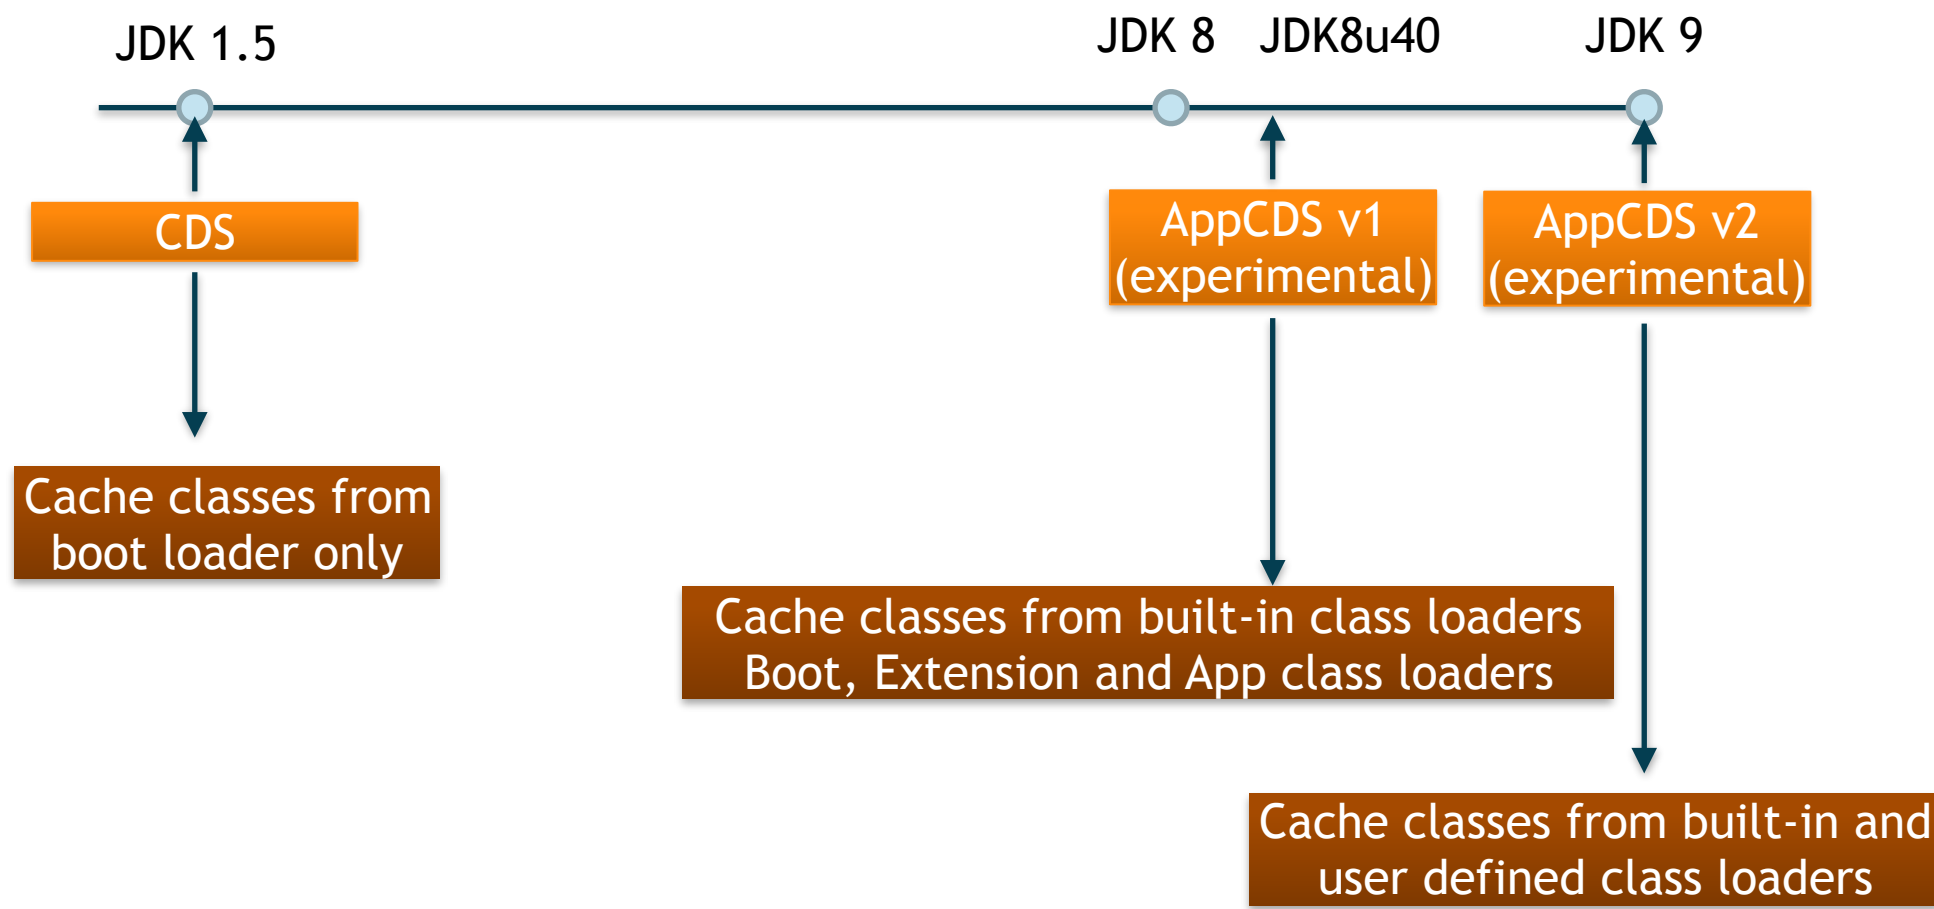 JDK 1.5
JDK 8
JDK8u40
JDK 9
CDS
AppCDS v1
(experimental)
AppCDS v2
(experimental)
Cache classes from
boot loader only
Cache classes from built-in class loaders
Boot, Extension and App class loaders
Cache classes from built-in and
user defined class loaders